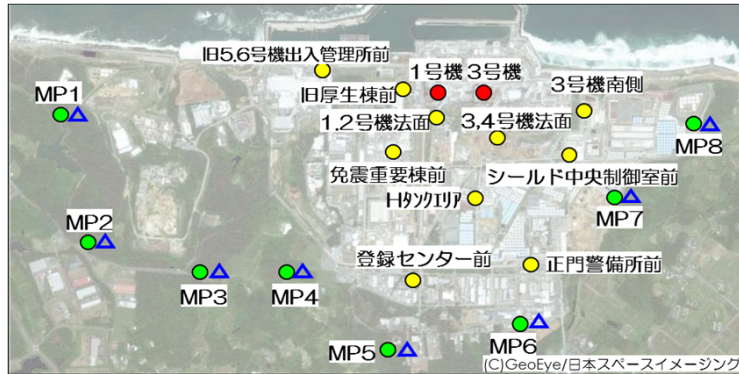 旧5.6号機出入管理所前
MP1
旧厚生棟前
1号機
3号機
3号機南側
1.2号機法面
3,4号機法面
MP8
免震重要棟前
シールド中央制御室前
Hタンクエリア
MP7
MP2
登録センター前
正門警備所前
MP3
MP4
MP5
MP6
(C)GeoEye/日本スペースイメージング